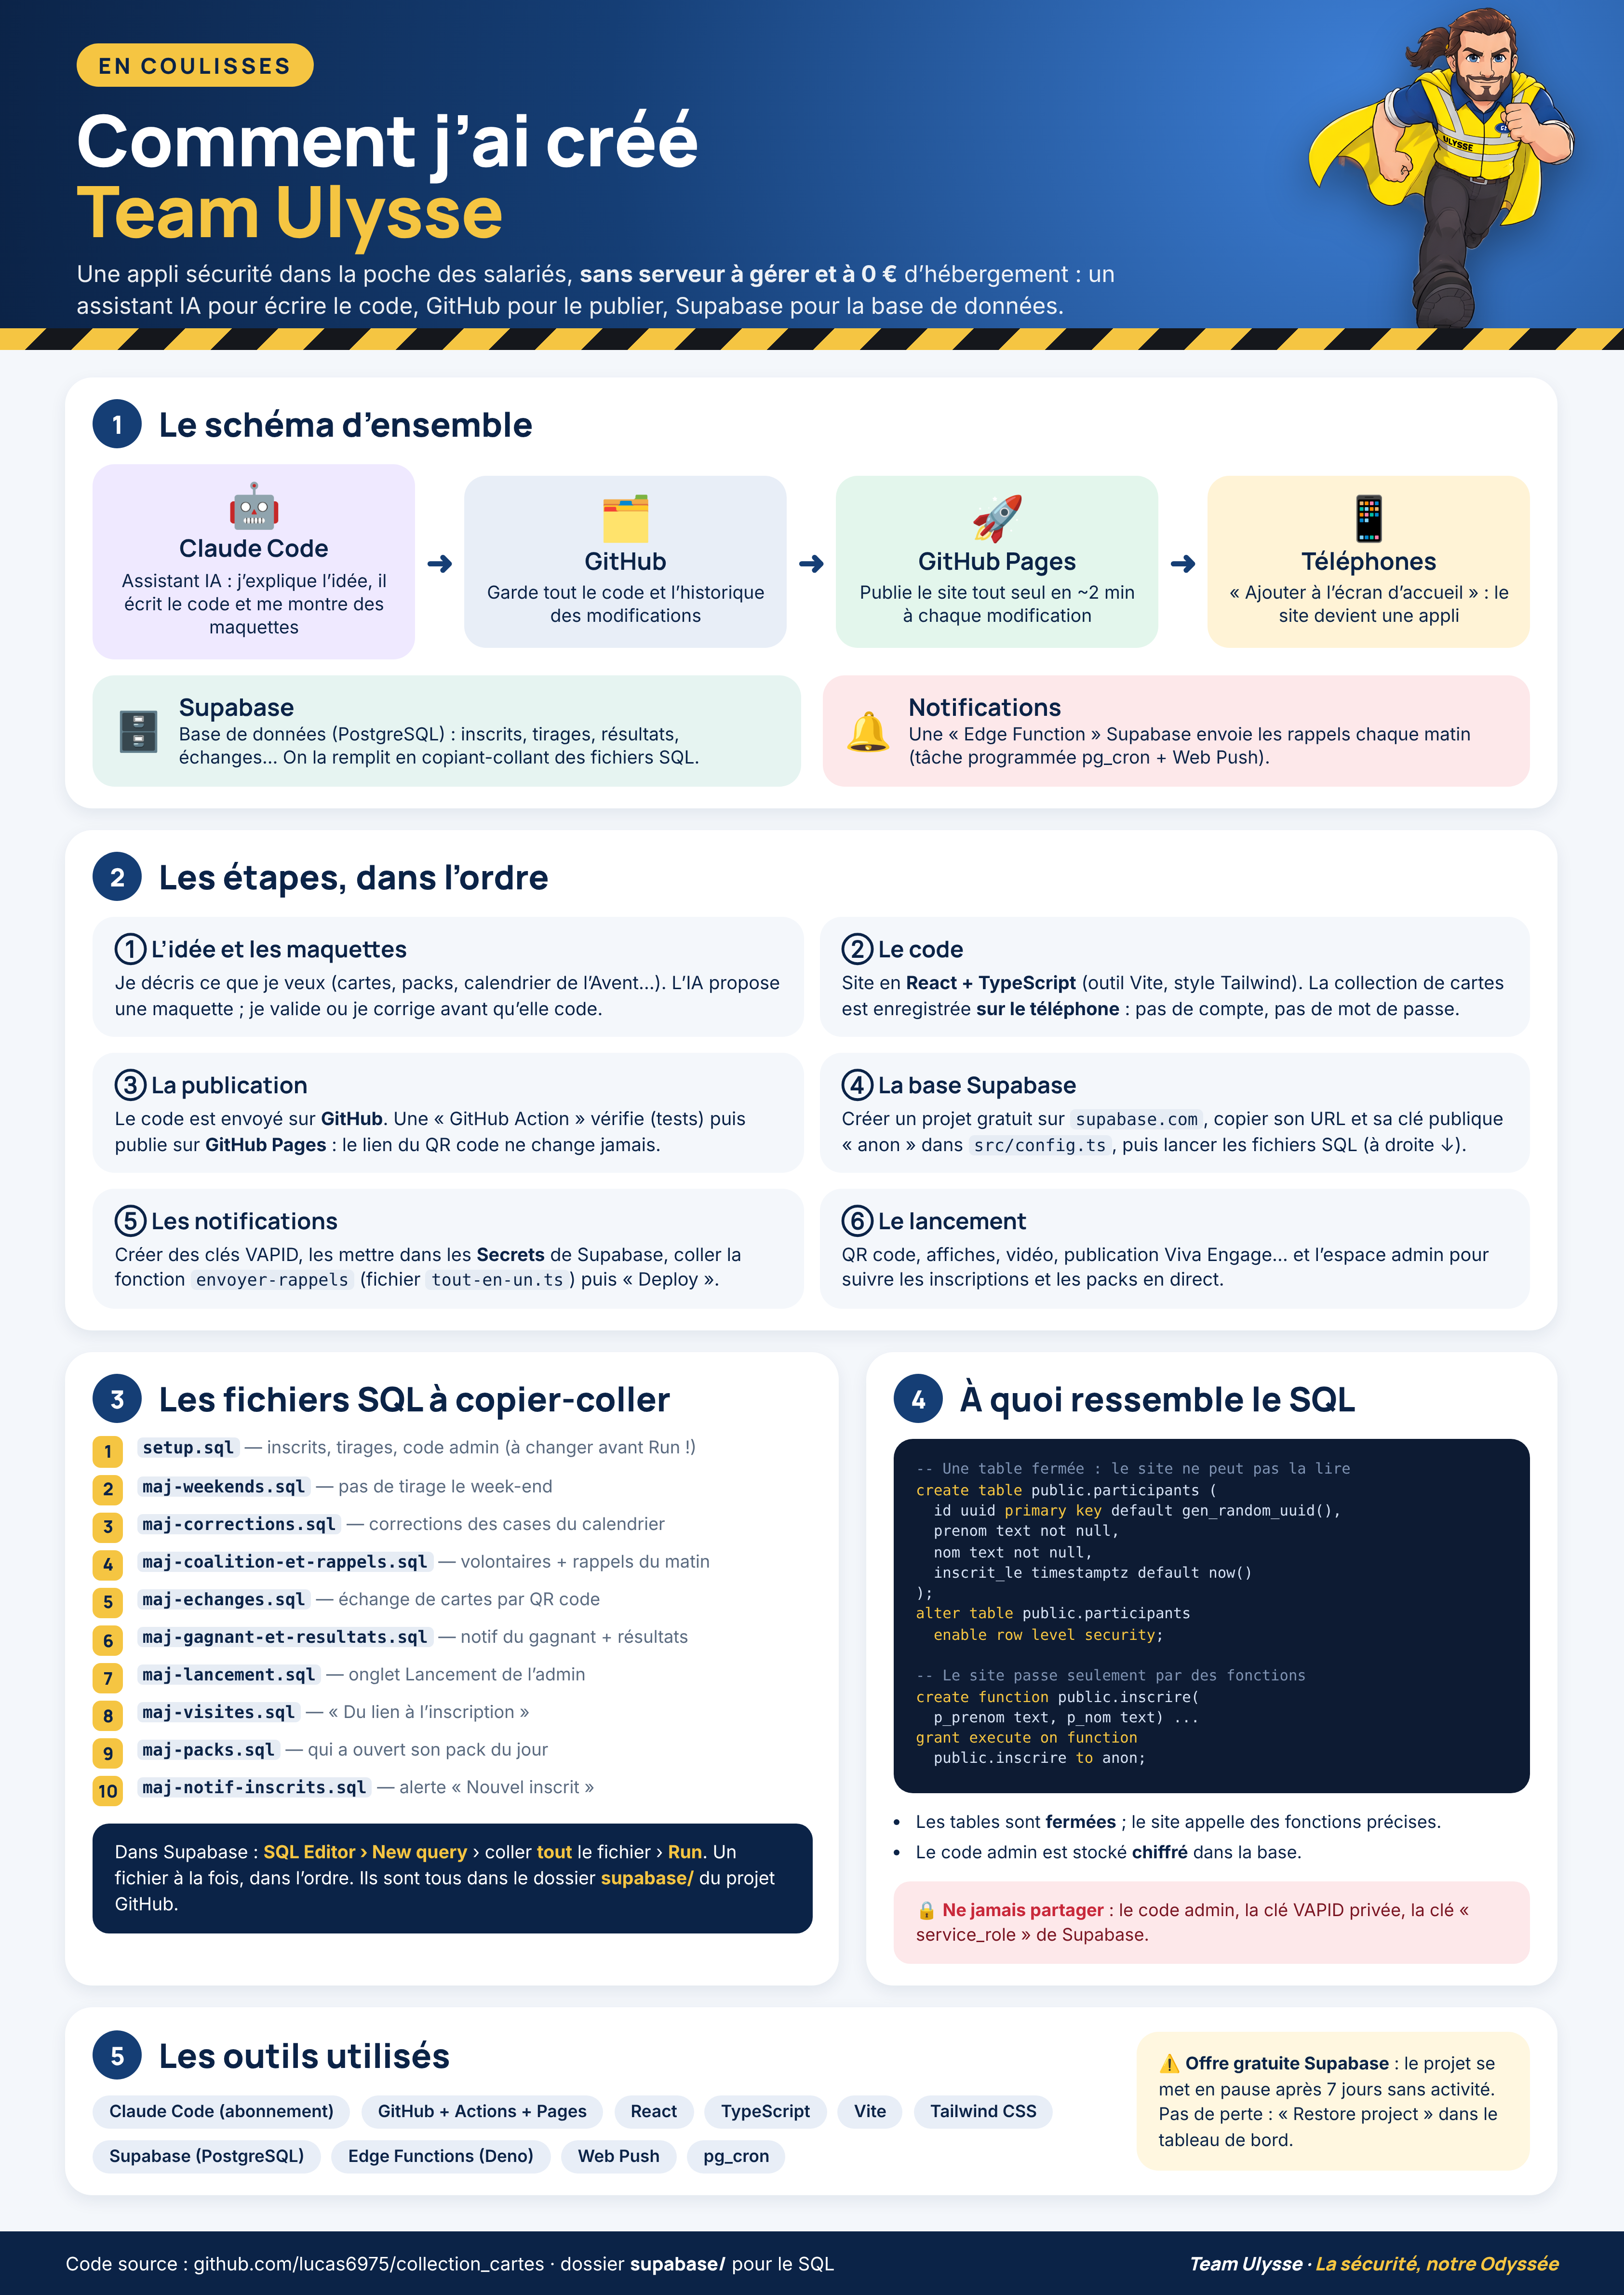 EN COULISSES
Comment j’ai créé
Team Ulysse
Une appli sécurité dans la poche des salariés, sans serveur à gérer et à 0 € d’hébergement : un
assistant IA pour écrire le code, GitHub pour le publier, Supabase pour la base de données.
ULYSSE
1 Le schéma d’ensemble
Claude Code
Assistant IA : j’explique l’idée, il
écrit le code et me montre des
maquettes
➜
GitHub
Garde tout le code et l’historique
des modifications
➜
GitHub Pages
Publie le site tout seul en ~2 min
à chaque modification
➜
Téléphones
« Ajouter à l’écran d’accueil » : le
site devient une appli
Supabase
Base de données (PostgreSQL) : inscrits, tirages, résultats,
échanges… On la remplit en copiant-collant des fichiers SQL.
Notifications
Une « Edge Function » Supabase envoie les rappels chaque matin
(tâche programmée pg_cron + Web Push).
2 Les étapes, dans l’ordre
① L’idée et les maquettes
Je décris ce que je veux (cartes, packs, calendrier de l’Avent…). L’IA propose
une maquette ; je valide ou je corrige avant qu’elle code.
② Le code
Site en React + TypeScript (outil Vite, style Tailwind). La collection de cartes
est enregistrée sur le téléphone : pas de compte, pas de mot de passe.
③ La publication
Le code est envoyé sur GitHub. Une « GitHub Action » vérifie (tests) puis
publie sur GitHub Pages : le lien du QR code ne change jamais.
④ La base Supabase
Créer un projet gratuit sur supabase.com, copier son URL et sa clé publique
« anon » dans src/config.ts, puis lancer les fichiers SQL (à droite ↓).
⑤ Les notifications
Créer des clés VAPID, les mettre dans les Secrets de Supabase, coller la
fonction envoyer-rappels (fichier tout-en-un.ts) puis « Deploy ».
⑥ Le lancement
QR code, affiches, vidéo, publication Viva Engage… et l’espace admin pour
suivre les inscriptions et les packs en direct.
3 Les fichiers SQL à copier-coller
1 setup.sql — inscrits, tirages, code admin (à changer avant Run !)
2 maj-weekends.sql — pas de tirage le week-end
3 maj-corrections.sql — corrections des cases du calendrier
4 maj-coalition-et-rappels.sql — volontaires + rappels du matin
5 maj-echanges.sql — échange de cartes par QR code
6 maj-gagnant-et-resultats.sql — notif du gagnant + résultats
7 maj-lancement.sql — onglet Lancement de l’admin
8 maj-visites.sql — « Du lien à l’inscription »
9 maj-packs.sql — qui a ouvert son pack du jour
10 maj-notif-inscrits.sql — alerte « Nouvel inscrit »
Dans Supabase : SQL Editor › New query › coller tout le fichier › Run. Un
fichier à la fois, dans l’ordre. Ils sont tous dans le dossier supabase/ du projet
GitHub.
4 À quoi ressemble le SQL
-- Une table fermée : le site ne peut pas la lire
create table public.participants (
id uuid primary key default gen_random_uuid(),
prenom text not null,
nom text not null,
inscrit_le timestamptz default now()
);
alter table public.participants
enable row level security;
-- Le site passe seulement par des fonctions
create function public.inscrire(
p_prenom text, p_nom text) ...
grant execute on function
public.inscrire to anon;
• Les tables sont fermées ; le site appelle des fonctions précises.
• Le code admin est stocké chiffré dans la base.
🔒 Ne jamais partager : le code admin, la clé VAPID privée, la clé «
service_role » de Supabase.
5 Les outils utilisés
Claude Code (abonnement) GitHub + Actions + Pages React TypeScript Vite Tailwind CSS
Supabase (PostgreSQL) Edge Functions (Deno) Web Push pg_cron
⚠️ Offre gratuite Supabase : le projet se
met en pause après 7 jours sans activité.
Pas de perte : « Restore project » dans le
tableau de bord.
Code source : github.com/lucas6975/collection_cartes · dossier supabase/ pour le SQL
Team Ulysse · La sécurité, notre Odyssée